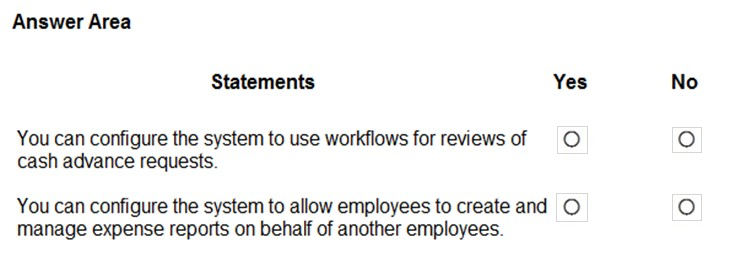 Answer Area
Statements Yes No
You can configure the system to use workflows for reviews of
cash advance requests.
You can configure the system to allow employees to create and
manage expense reports on behalf of another employees.